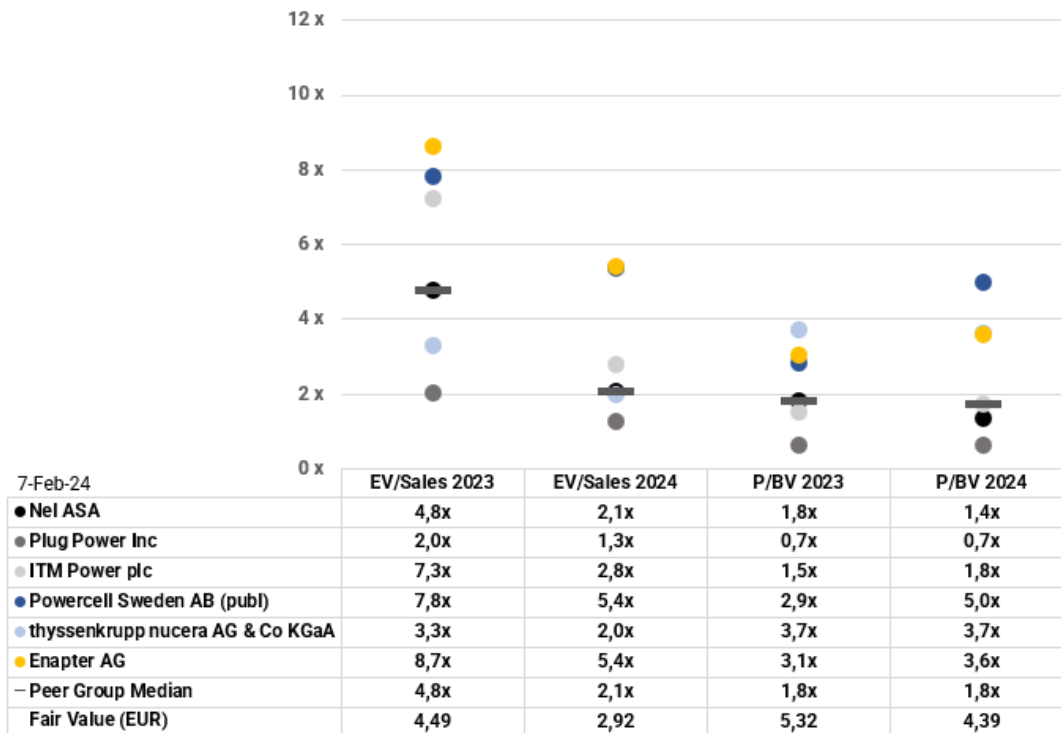 12 x
10 x
8 x
6 x
4 x
2 x
0 x
7-Feb-24 EV/Sales 2023 EV/Sales 2024 P/BV 2023 P/BV 2024
Nel ASA 4,8x 2,1x 1,8x 1,4x
Plug Power Inc 2,0x 1,3x 0,7x 0,7x
ITM Power plc 7,3x 2,8x 1,5x 1,8x
Powercell Sweden AB (publ) 7,8x 5,4x 2,9x 5,0x
thyssenkrupp nucera AG & Co KGaA 3,3x 2,0x 3,7x 3,7x
Enapter AG 8,7x 5,4x 3,1x 3,6x
Peer Group Median 4,8x 2,1x 1,8x 1,8x
Fair Value (EUR) 4,49 2,92 5,32 4,39